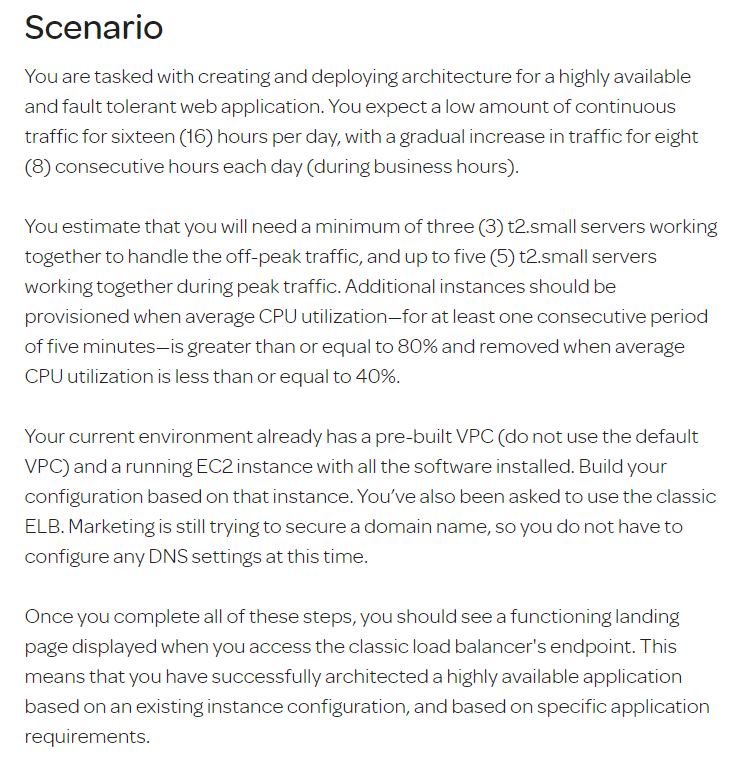 Scenario
You are tasked with creating and deploying architecture for a highly available
and fault tolerant web application. You expect a low amount of continuous
traffic for sixteen (16) hours per day, with a gradual increase in traffic for eight
(8) consecutive hours each day (during business hours).
You estimate that you will need a minimum of three (3) t2.small servers working
together to handle the off-peak traffic, and up to five (5) t2.small servers
working together during peak traffic. Additional instances should be
provisioned when average CPU utilization—for at least one consecutive period
of five minutes—is greater than or equal to 80% and removed when average
CPU utilization is less than or equal to 40%.
Your current environment already has a pre-built VPC (do not use the default
VPC) and a running EC2 instance with all the software installed. Build your
configuration based on that instance. You’ve also been asked to use the classic
ELB. Marketing is still trying to secure a domain name, so you do not have to
configure any DNS settings at this time.
Once you complete all of these steps, you should see a functioning landing
page displayed when you access the classic load balancer's endpoint. This
means that you have successfully architected a highly available application
based on an existing instance configuration, and based on specific application
requirements.